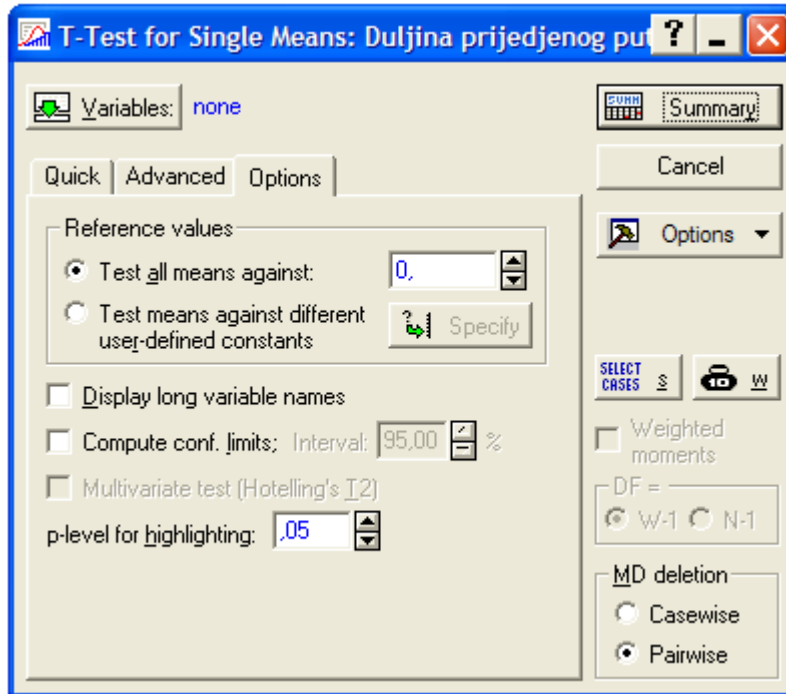 T-Test for Single Means: Duljina prijedjenog put
Variables: none
Summary
Cancel
Options
Quick Advanced Options
Reference values
Test all means against: 0,
Test means against different
user-defined constants
Specify
Display long variable names
Compute conf. limits; Interval: 95,00 %
Multivariate test (Hotelling's T2)
p-level for highlighting: ,05
SELECT
CASES S
W
Weighted
moments
DF =
W-1 N-1
MD deletion
Casewise
Pairwise